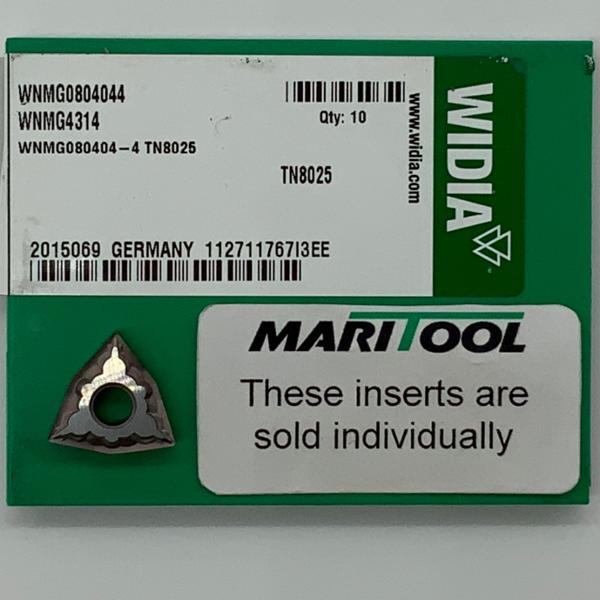 WNMG0804044
WNMG4314
WNMG080404-4 TN8025
Qty: 10
TN8025
www.widia.com
WIDIA
2015069 GERMANY 112711767I3EE
MARITOOL
These inserts are
sold individually